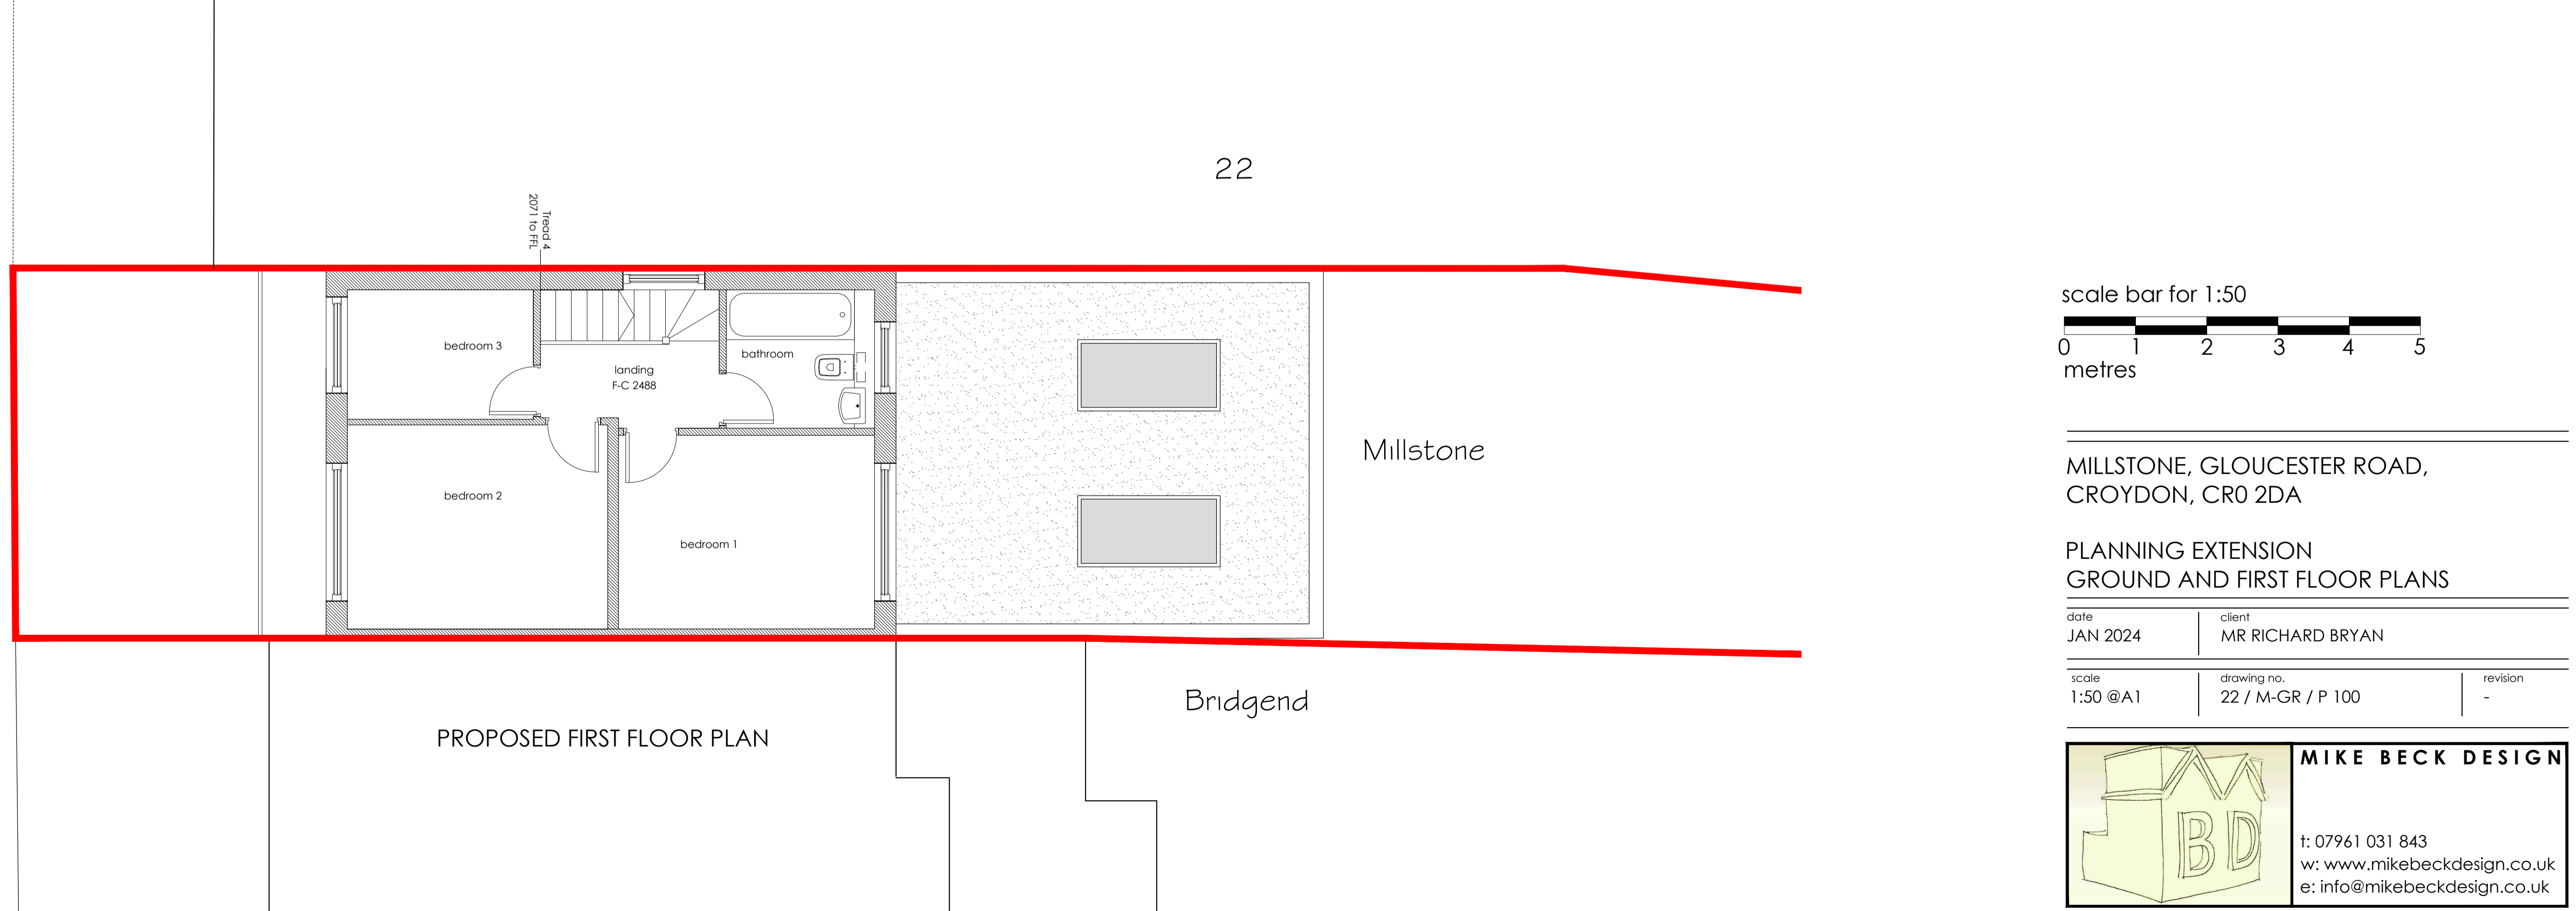 22
Tread 4
2071 to FFL
bedroom 3
landing
F-C 2488
bathroom
bedroom 2
bedroom 1
Millstone
Bridgend
PROPOSED FIRST FLOOR PLAN
scale bar for 1:50
0 1 2 3 4 5
metres
MILLSTONE, GLOUCESTER ROAD,
CROYDON, CR0 2DA
PLANNING EXTENSION
GROUND AND FIRST FLOOR PLANS
date
JAN 2024
client
MR RICHARD BRYAN
scale
1:50 @A1
drawing no.
22 / M-GR / P 100
revision
-
BD
MIKE BECK DESIGN
t: 07961 031 843
w: www.mikebeckdesign.co.uk
e: info@mikebeckdesign.co.uk